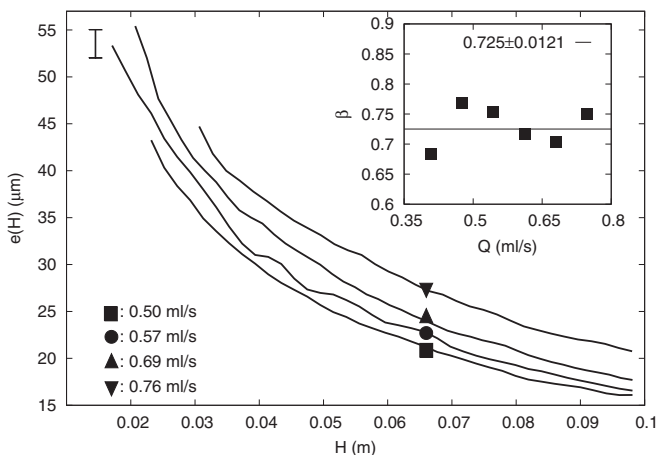 55
50
45
40
35
30
25
20
15
e(H) (μm)
0.02 0.03 0.04 0.05 0.06 0.07 0.08 0.09 0.1
H (m)
: 0.50 ml/s
: 0.57 ml/s
: 0.69 ml/s
: 0.76 ml/s
0.9
0.85
0.8
0.75
0.7
0.65
0.6
β
0.725±0.0121
0.35 0.5 0.65 0.8
Q (ml/s)